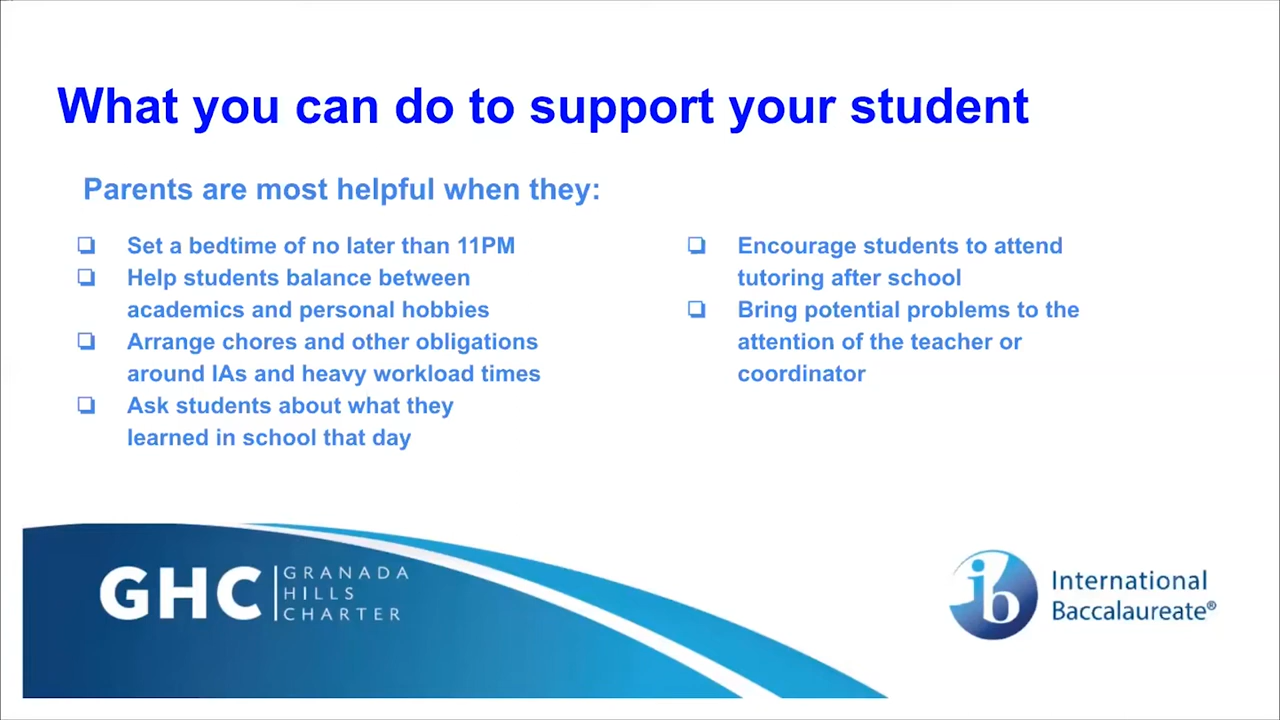 What you can do to support your student
Parents are most helpful when they:
❏ Set a bedtime of no later than 11PM
❏ Help students balance between
academics and personal hobbies
❏ Arrange chores and other obligations
around IAs and heavy workload times
❏ Ask students about what they
learned in school that day
❏ Encourage students to attend
tutoring after school
❏ Bring potential problems to the
attention of the teacher or
coordinator
GHC
GRANADA
HILLS
CHARTER
ib
International
Baccalaureate®